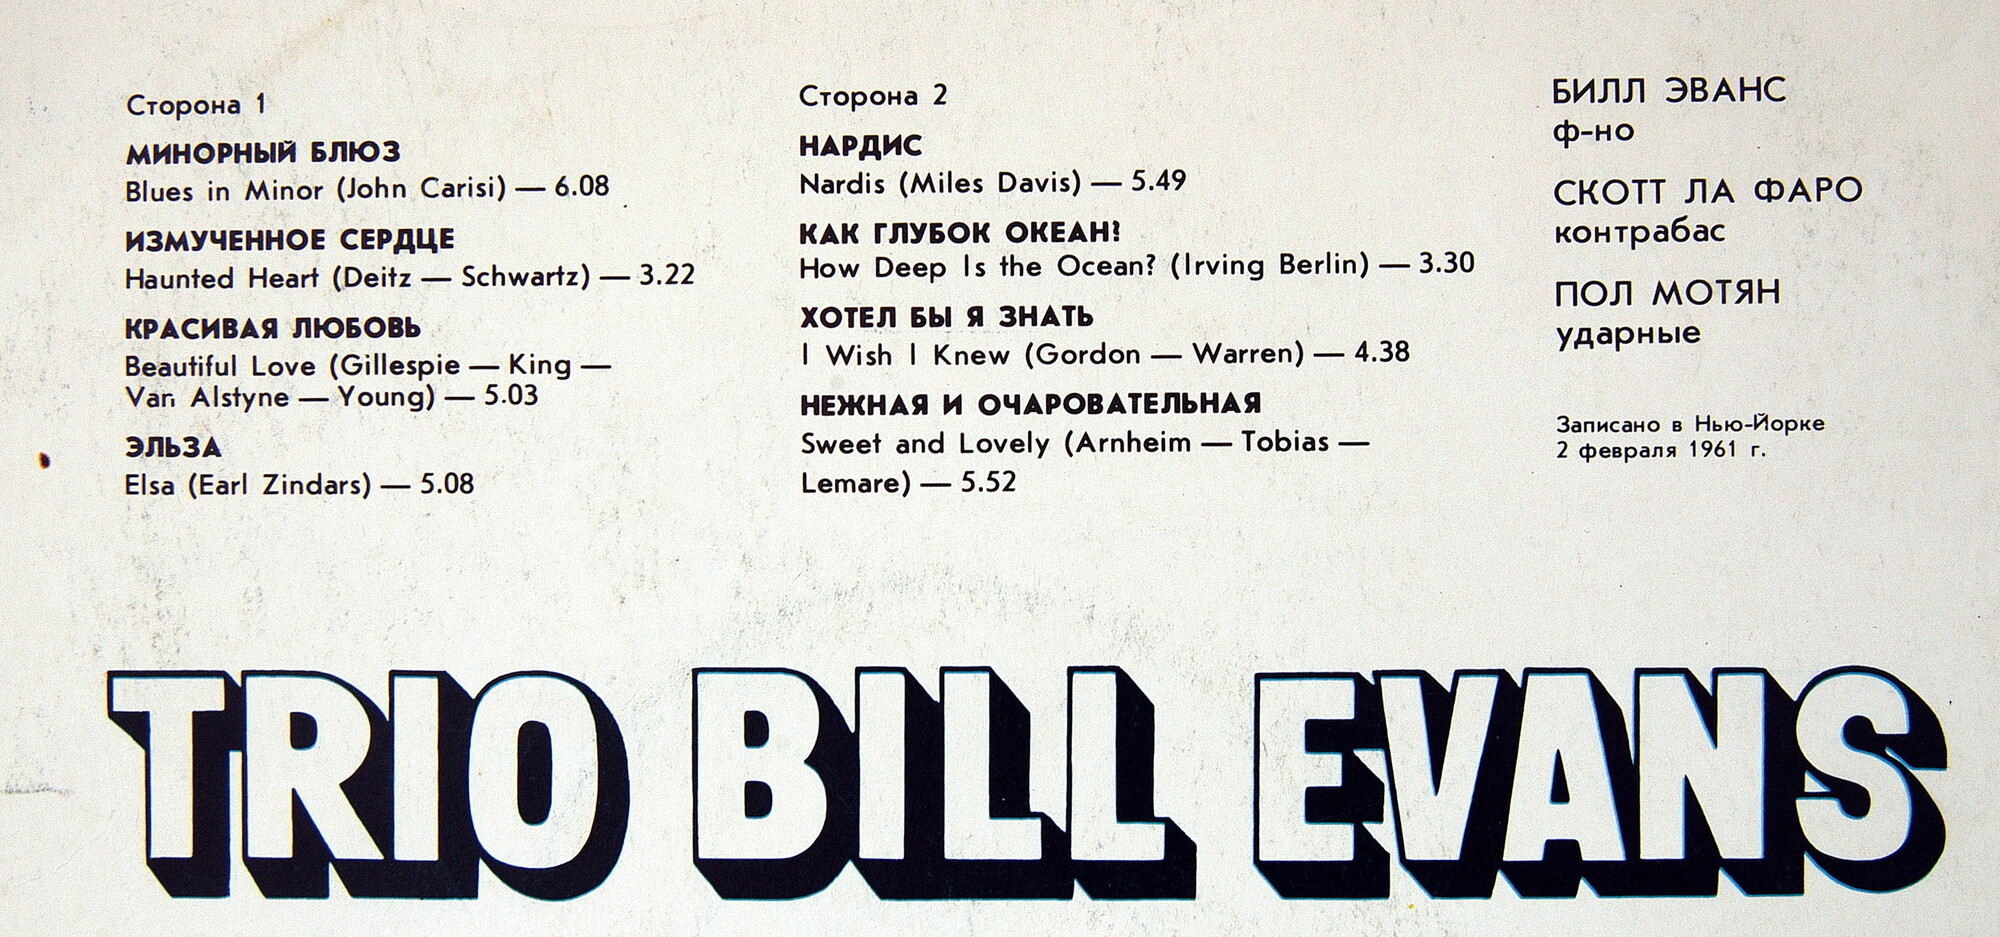 Сторона 1
МИНОРНЫЙ БЛЮЗ
Blues in Minor (John Carisi) — 6.08
ИЗМУЧЕННОЕ СЕРДЦЕ
Haunted Heart (Deitz — Schwartz) — 3.22
КРАСИВАЯ ЛЮБОВЬ
Beautiful Love (Gillespie — King —
Van Alstyne — Young) — 5.03
ЭЛЬЗА
Elsa (Earl Zindars) — 5.08
Сторона 2
НАРДИС
Nardis (Miles Davis) — 5.49
КАК ГЛУБОК ОКЕАН?
How Deep Is the Ocean? (Irving Berlin) — 3.30
ХОТЕЛ БЫ Я ЗНАТЬ
I Wish I Knew (Gordon — Warren) — 4.38
НЕЖНАЯ И ОЧАРОВАТЕЛЬНАЯ
Sweet and Lovely (Arnheim — Tobias —
Lemare) — 5.52
БИЛЛ ЭВАНС
ф-но
СКОТТ ЛА ФАРО
контрабас
ПОЛ МОТЯН
ударные
Записано в Нью-Йорке
2 февраля 1961 г.
TRIO BILL EVANS